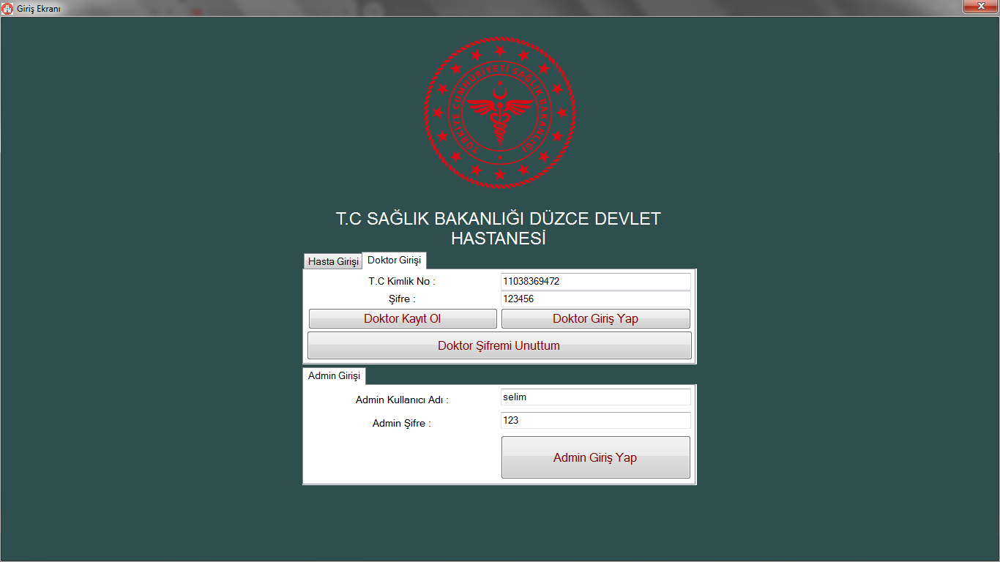 Giriş Ekranı
TÜRKİYE CUMHURİYETİ SAĞLIK BAKANLIĞI
T.C SAĞLIK BAKANLIĞI DÜZCE DEVLET
HASTANESİ
Hasta Girişi Doktor Girişi
T.C Kimlik No : 11038369472
Şifre : 123456
Doktor Kayıt Ol Doktor Giriş Yap
Doktor Şifremi Unuttum
Admin Girişi
Admin Kullanıcı Adı : selim
Admin Şifre : 123
Admin Giriş Yap